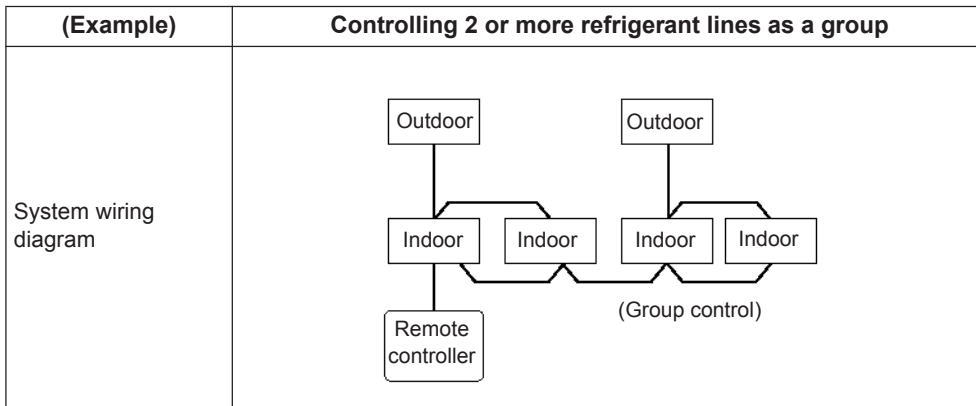 (Example)
Controlling 2 or more refrigerant lines as a group
System wiring
diagram
Outdoor
Outdoor
Indoor
Indoor
Indoor
Indoor
(Group control)
Remote
controller